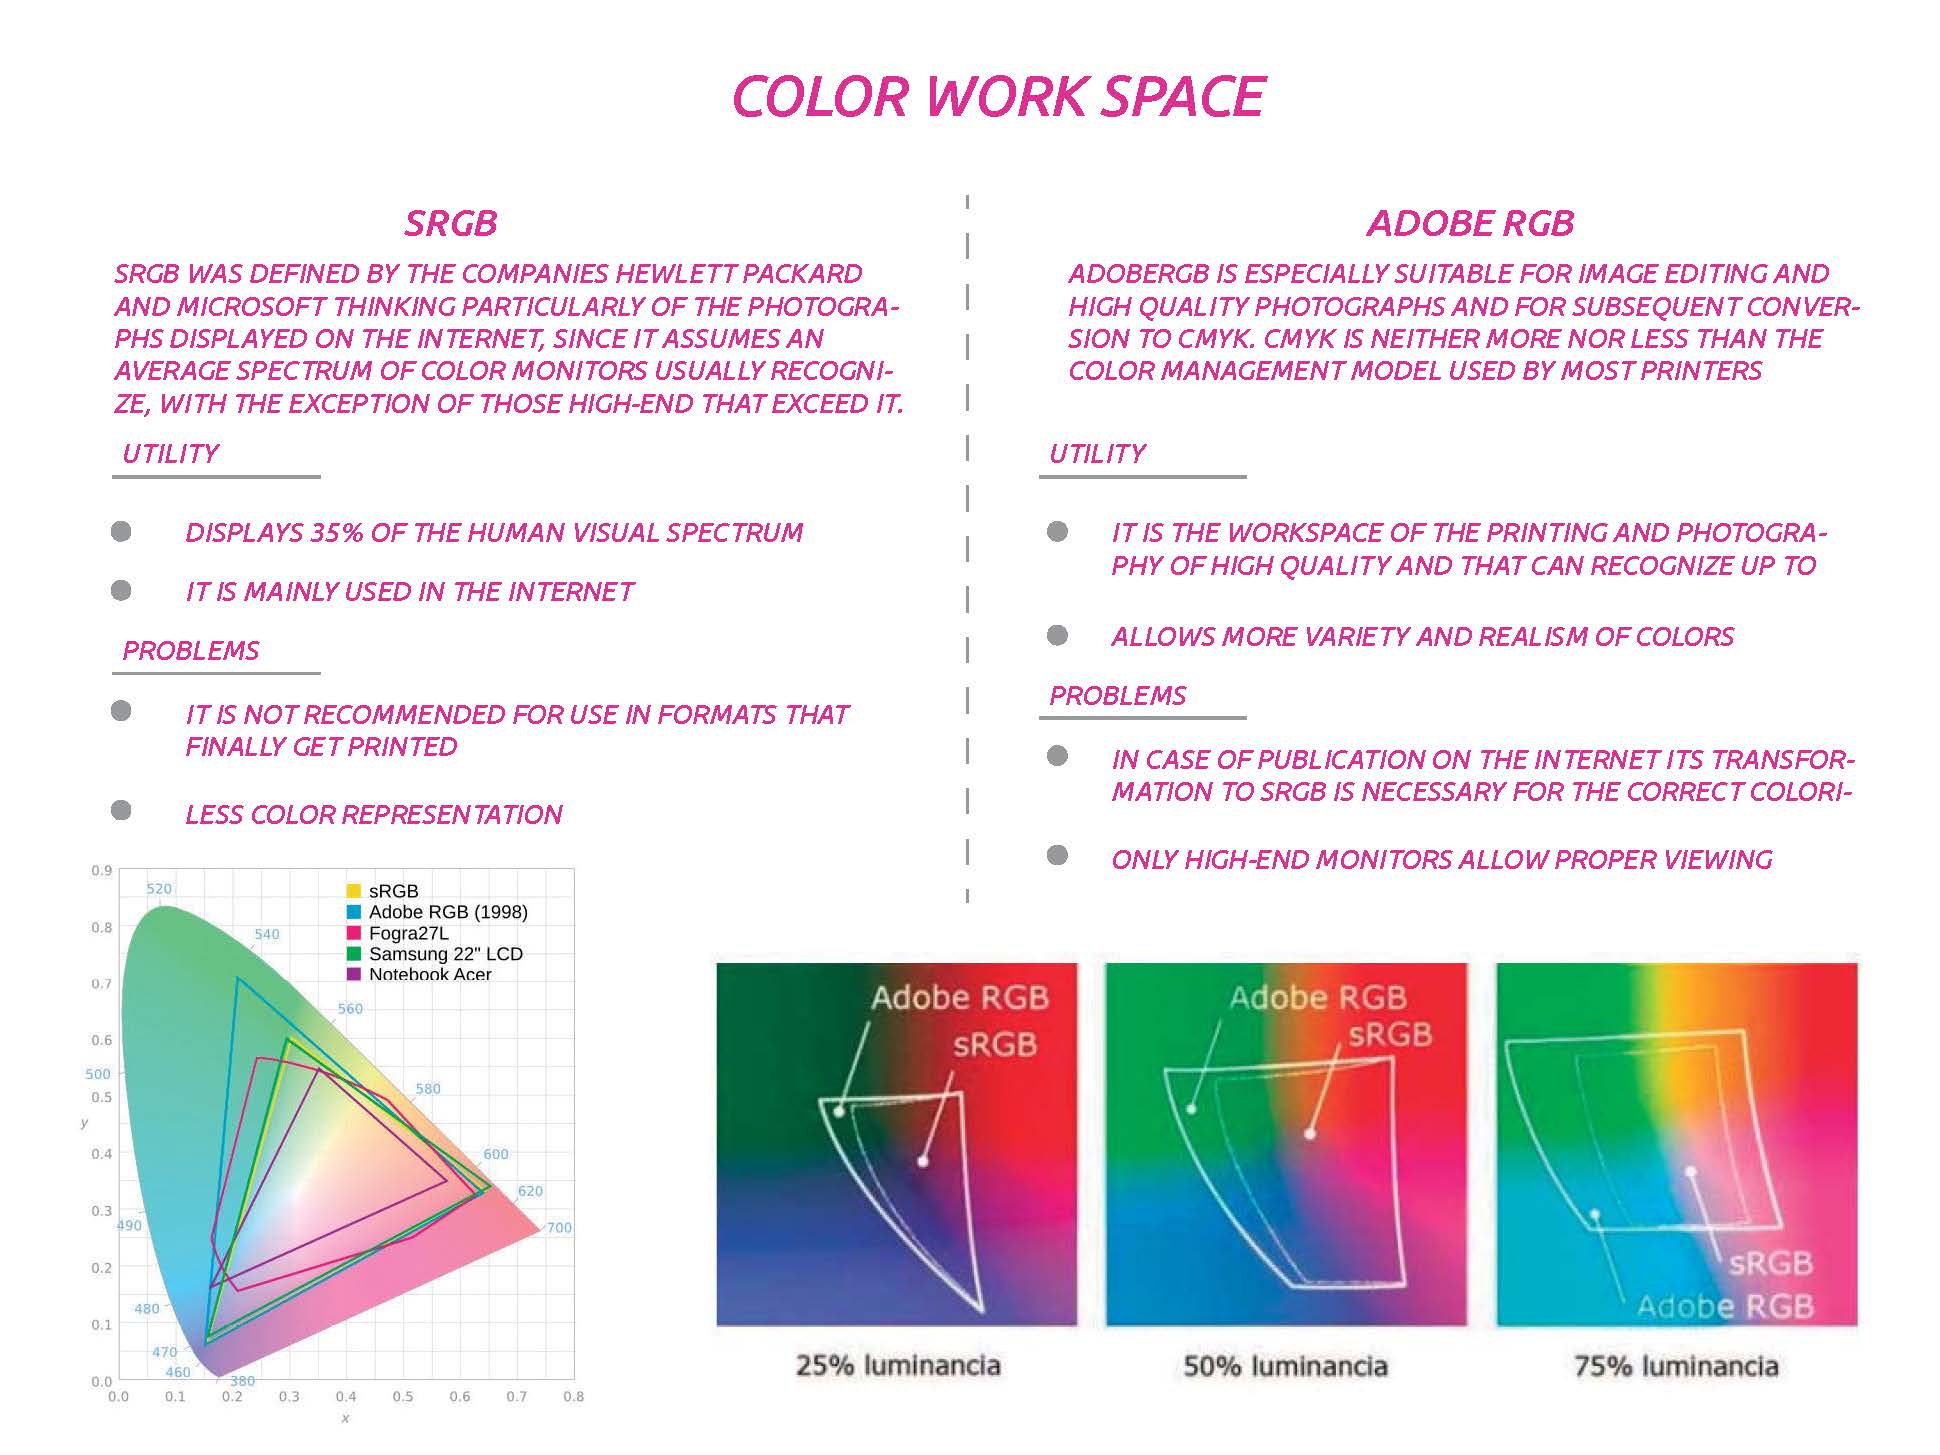 COLOR WORK SPACE
SRGB
SRGB WAS DEFINED BY THE COMPANIES HEWLETT PACKARD
AND MICROSOFT THINKING PARTICULARLY OF THE PHOTOGRA-
PHS DISPLAYED ON THE INTERNET, SINCE IT ASSUMES AN
AVERAGE SPECTRUM OF COLOR MONITORS USUALLY RECOGNI-
ZE, WITH THE EXCEPTION OF THOSE HIGH-END THAT EXCEED IT.
UTILITY
DISPLAYS 35% OF THE HUMAN VISUAL SPECTRUM
IT IS MAINLY USED IN THE INTERNET
PROBLEMS
IT IS NOT RECOMMENDED FOR USE IN FORMATS THAT
FINALLY GET PRINTED
LESS COLOR REPRESENTATION
ADOBE RGB
ADOBERGB IS ESPECIALLY SUITABLE FOR IMAGE EDITING AND
HIGH QUALITY PHOTOGRAPHS AND FOR SUBSEQUENT CONVER-
SION TO CMYK. CMYK IS NEITHER MORE NOR LESS THAN THE
COLOR MANAGEMENT MODEL USED BY MOST PRINTERS
UTILITY
IT IS THE WORKSPACE OF THE PRINTING AND PHOTOGRA-
PHY OF HIGH QUALITY AND THAT CAN RECOGNIZE UP TO
ALLOWS MORE VARIETY AND REALISM OF COLORS
PROBLEMS
IN CASE OF PUBLICATION ON THE INTERNET ITS TRANSFOR-
MATION TO SRGB IS NECESSARY FOR THE CORRECT COLORI-
ONLY HIGH-END MONITORS ALLOW PROPER VIEWING
sRGB
Adobe RGB (1998)
Fogra27L
Samsung 22" LCD
Notebook Acer
0.9
0.8
0.7
0.6
0.5
y
0.4
0.3
0.2
0.1
0.0
520
540
560
500
580
600
620
490
700
480
470
460
380
0.0 0.1 0.2 0.3 0.4 0.5 0.6 0.7 0.8
x
Adobe RGB
sRGB
25% luminancia
Adobe RGB
sRGB
50% luminancia
sRGB
Adobe RGB
75% luminancia